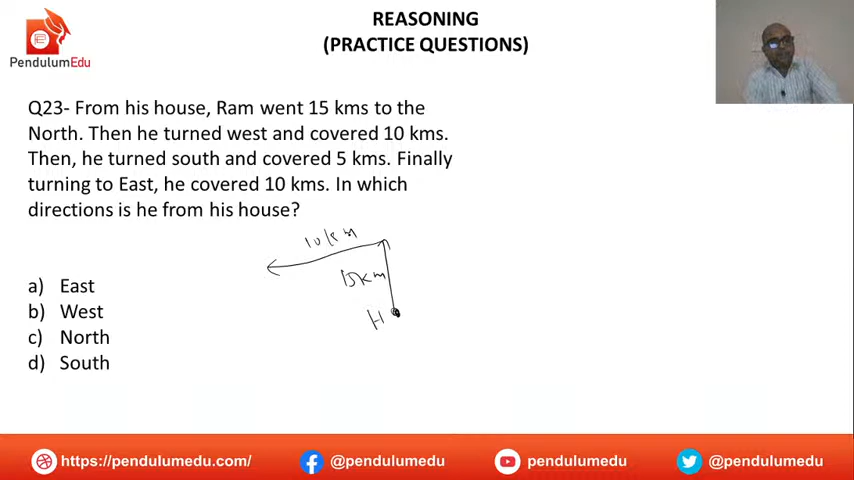 REASONING
(PRACTICE QUESTIONS)
PendulumEdu
Q23- From his house, Ram went 15 kms to the
North. Then he turned west and covered 10 kms.
Then, he turned south and covered 5 kms. Finally
turning to East, he covered 10 kms. In which
directions is he from his house?
10km
15km
H
a) East
b) West
c) North
d) South
https://pendulumedu.com/
@pendulumedu
pendulumedu
@pendulumedu